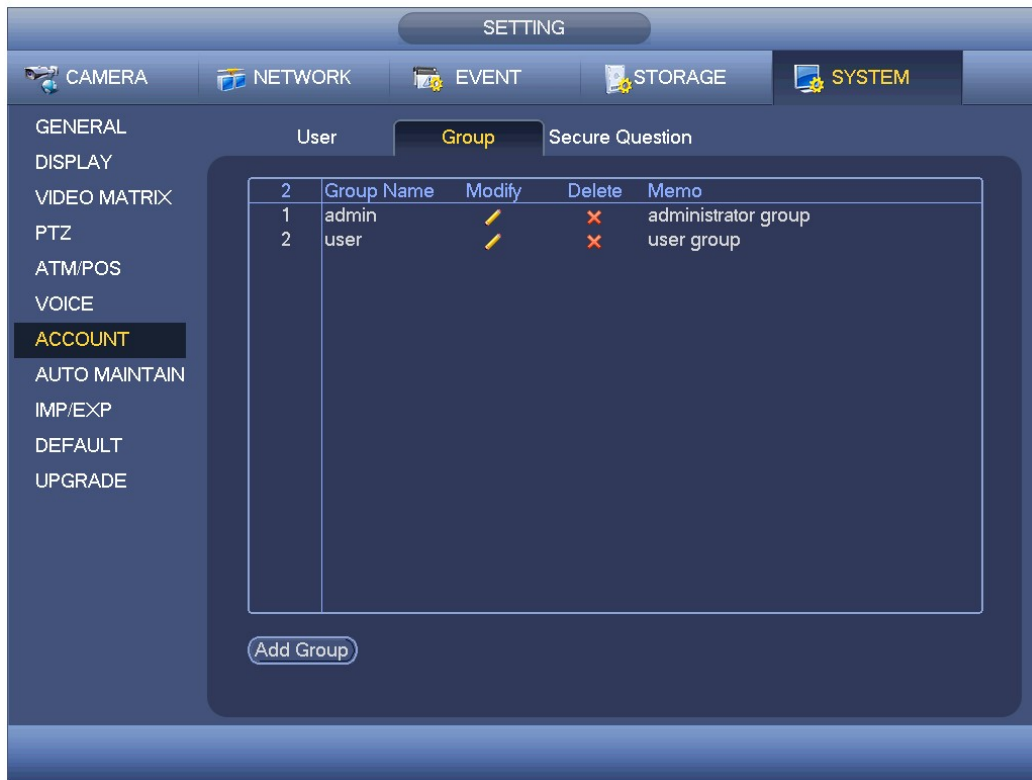 SETTING
CAMERA NETWORK EVENT STORAGE SYSTEM
GENERAL
DISPLAY
VIDEO MATRIX
PTZ
ATM/POS
VOICE
ACCOUNT
AUTO MAINTAIN
IMP/EXP
DEFAULT
UPGRADE
User Group Secure Question
2 Group Name Modify Delete Memo
1 admin administrator group
2 user user group
Add Group